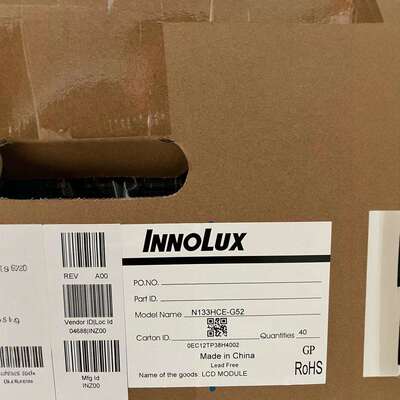 INNOLUX
PO.NO.
Part ID.
Model Name N133HCE-G52
Carton ID.
Quantities 40
0EC12TP38H4002
Made in China
Lead Free
Name of the goods: LCD MODULE
GP
RoHS
REV A00
Vendor ID|Loc Id
04688|INZ00
Mfg Id
INZ00